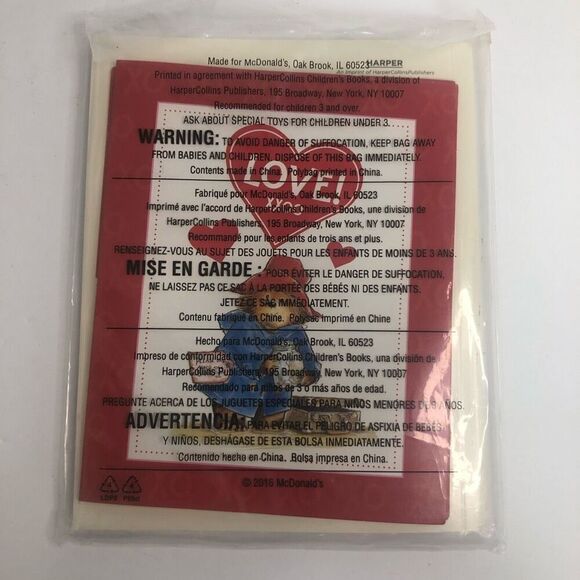 Made for McDonald's, Oak Brook, IL 60523
HARPER
An Imprint of HarperCollinsPublishers
Printed in agreement with HarperCollins Children's Books, a division of
HarperCollins Publishers, 195 Broadway, New York, NY 10007
Recommended for children 3 and over.
ASK ABOUT SPECIAL TOYS FOR CHILDREN UNDER 3.
WARNING: TO AVOID DANGER OF SUFFOCATION, KEEP BAG AWAY
FROM BABIES AND CHILDREN. DISPOSE OF THIS BAG IMMEDIATELY.
Contents made in China. Polybag printed in China.
LOVE!
Fabriqué pour McDonald's, Oak Brook, IL 60523
Imprimé avec l'accord de HarperCollins Children's Books, une division de
HarperCollins Publishers, 195 Broadway, New York, NY 10007
Recommandé pour les enfants de trois ans et plus.
RENSEIGNEZ-VOUS AU SUJET DES JOUETS POUR LES ENFANTS DE MOINS DE 3 ANS.
MISE EN GARDE : POUR ÉVITER LE DANGER DE SUFFOCATION,
NE LAISSEZ PAS CE SAC À LA PORTÉE DES BÉBÉS NI DES ENFANTS.
JETEZ CE SAC IMMÉDIATEMENT.
Contenu fabriqué en Chine. Polysac imprimé en Chine
Hecho para McDonald's, Oak Brook, IL 60523
Impreso de conformidad con HarperCollins Children's Books, una división de
HarperCollins Publishers, 195 Broadway, New York, NY 10007
Recomendado para niños de 3 ó más años de edad.
PREGUNTE ACERCA DE LOS JUGUETES ESPECIALES PARA NIÑOS MENORES DE 3 AÑOS.
ADVERTENCIA: PARA EVITAR EL PELIGRO DE ASFIXIA DE BEBÉS
Y NIÑOS, DESHÁGASE DE ESTA BOLSA INMEDIATAMENTE.
Contenido hecho en China. Bolsa impresa en China.
© 2016 McDonald's
4
LDPE